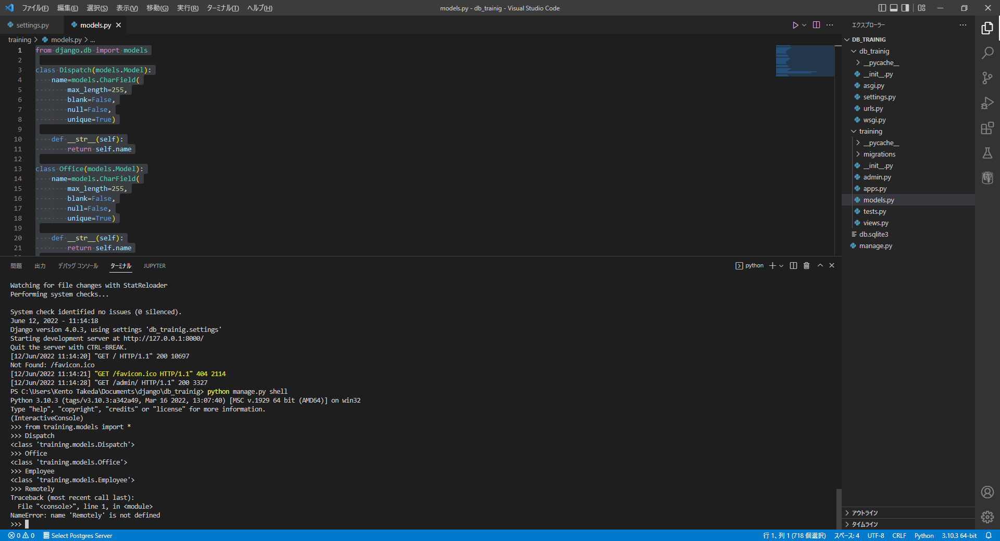 ファイル(F) 編集(E) 選択(S) 表示(V) 移動(G) 実行(R) ターミナル(T) ヘルプ(H)
models.py - db_trainig - Visual Studio Code
settings.py models.py
training > models.py > ...
1 from django.db import models
2
3 class Dispatch(models.Model):
4     name=models.CharField(
5         max_length=255,
6         blank=False,
7         null=False,
8         unique=True)
9
10     def __str__(self):
11         return self.name
12
13 class Office(models.Model):
14     name=models.CharField(
15         max_length=255,
16         blank=False,
17         null=False,
18         unique=True)
19
20     def __str__(self):
21         return self.name
問題 出力 デバッグ コンソール ターミナル JUPYTER
python
Watching for file changes with StatReloader
Performing system checks...
System check identified no issues (0 silenced).
June 12, 2022 - 11:14:18
Django version 4.0.3, using settings 'db_trainig.settings'
Starting development server at http://127.0.0.1:8000/
Quit the server with CTRL-BREAK.
[12/Jun/2022 11:14:20] "GET / HTTP/1.1" 200 10697
Not Found: /favicon.ico
[12/Jun/2022 11:14:21] "GET /favicon.ico HTTP/1.1" 404 2114
[12/Jun/2022 11:14:28] "GET /admin/ HTTP/1.1" 200 3327
PS C:\Users\Kento Takeda\Documents\django\db_trainig> python manage.py shell
Python 3.10.3 (tags/v3.10.3:a342a49, Mar 16 2022, 13:07:40) [MSC v.1929 64 bit (AMD64)] on win32
Type "help", "copyright", "credits" or "license" for more information.
(InteractiveConsole)
>>> from training.models import *
>>> Dispatch
<class 'training.models.Dispatch'>
>>> Office
<class 'training.models.Office'>
>>> Employee
<class 'training.models.Employee'>
>>> Remotely
Traceback (most recent call last):
  File "<console>", line 1, in <module>
NameError: name 'Remotely' is not defined
>>>
エクスプローラー
DB_TRAINIG
db_trainig
__pycache__
__init__.py
asgi.py
settings.py
urls.py
wsgi.py
training
__pycache__
migrations
__init__.py
admin.py
apps.py
models.py
tests.py
views.py
db.sqlite3
manage.py
アウトライン
タイムライン
0 0 Select Postgres Server
行 1、列 1 (718 個選択) スペース: 4 UTF-8 CRLF Python 3.10.3 64-bit